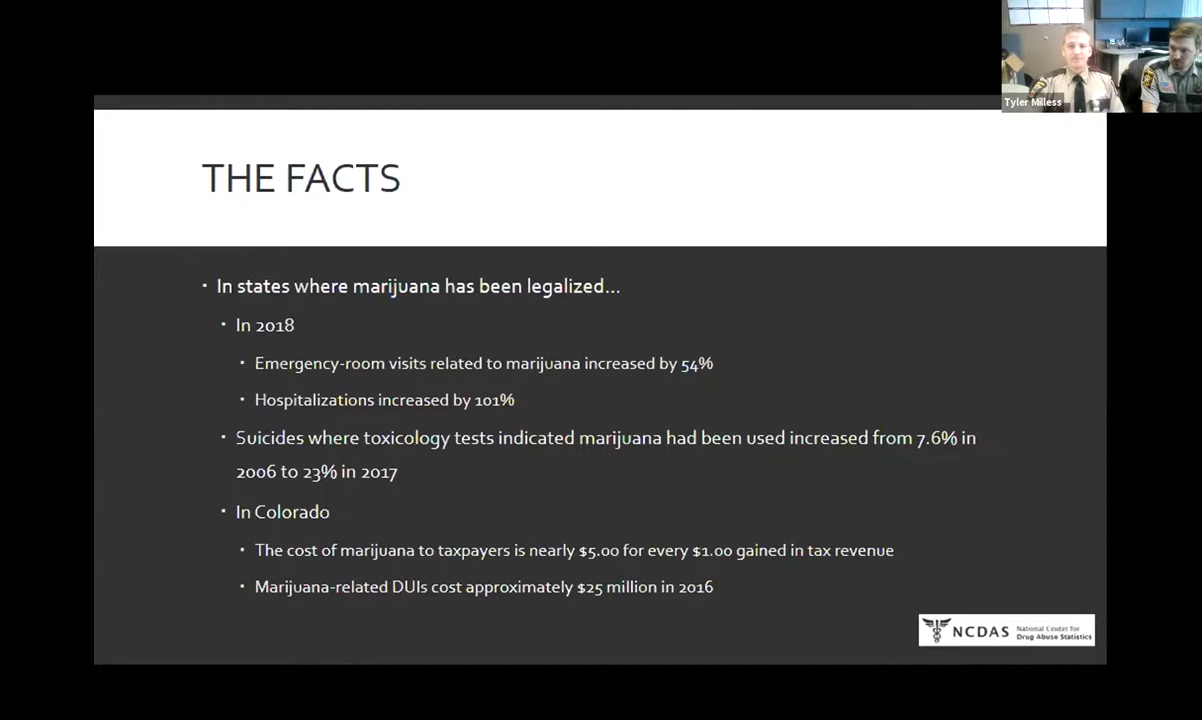 Tyler Milless
THE FACTS
In states where marijuana has been legalized...
In 2018
Emergency-room visits related to marijuana increased by 54%
Hospitalizations increased by 101%
Suicides where toxicology tests indicated marijuana had been used increased from 7.6% in
2006 to 23% in 2017
In Colorado
The cost of marijuana to taxpayers is nearly $5.00 for every $1.00 gained in tax revenue
Marijuana-related DUIs cost approximately $25 million in 2016
NCDAS National Center for
Drug Abuse Statistics